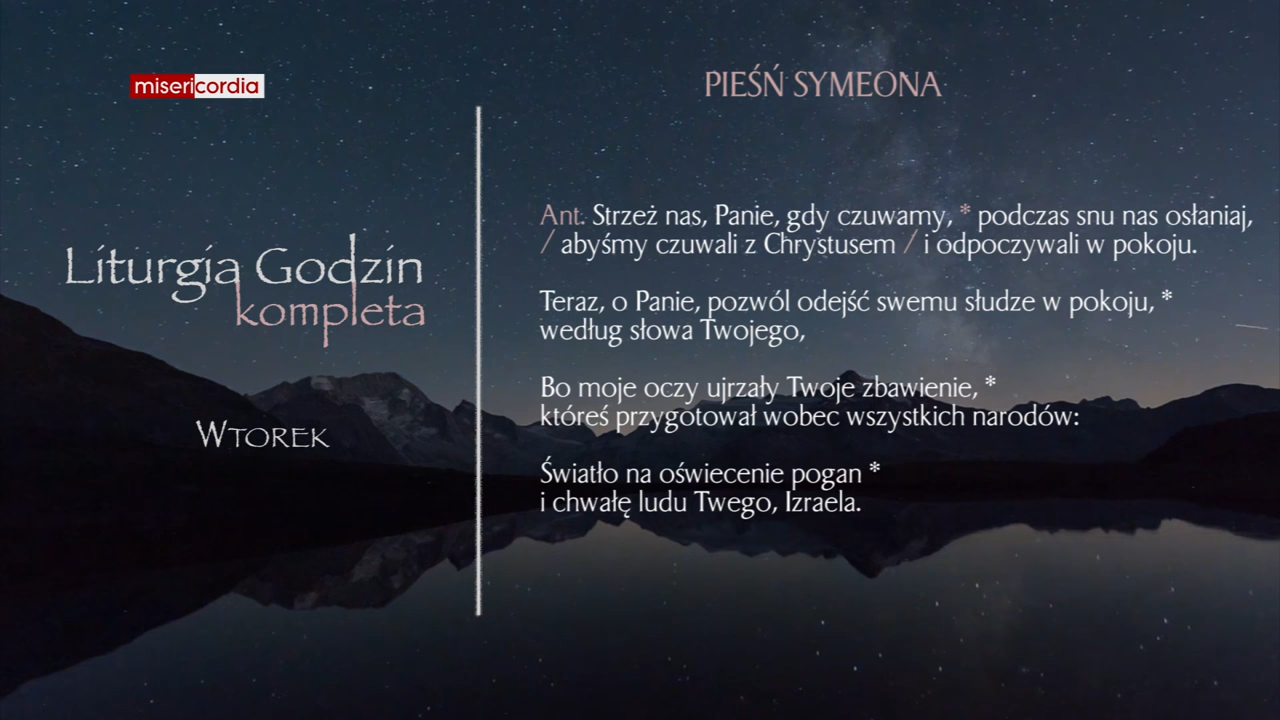 misericordia
Liturgia Godzin
kompleta
Wtorek
PIEŚŃ SYMEONA
Ant. Strzeż nas, Panie, gdy czuwamy, * podczas snu nas osłaniaj,
/ abyśmy czuwali z Chrystusem / i odpoczywali w pokoju.
Teraz, o Panie, pozwól odejść swemu słudze w pokoju, *
według słowa Twojego,
Bo moje oczy ujrzały Twoje zbawienie, *
któreś przygotował wobec wszystkich narodów:
Światło na oświecenie pogan *
i chwałę ludu Twego, Izraela.